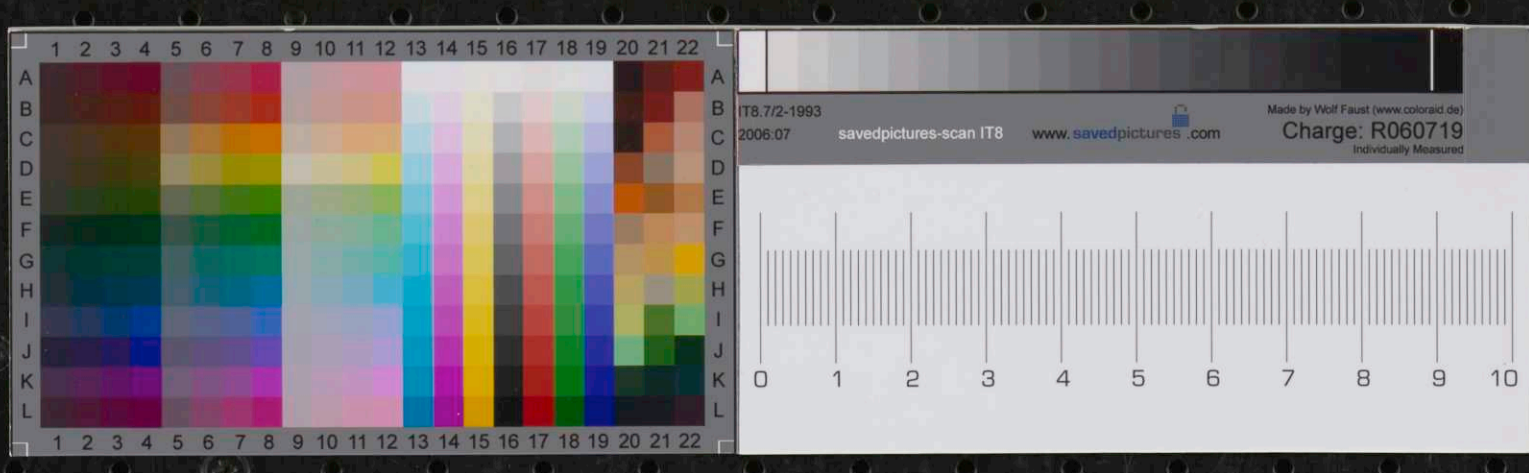 1 2 3 4 5 6 7 8 9 10 11 12 13 14 15 16 17 18 19 20 21 22
A A
B B
C C
D D
E E
F F
G G
H H
I I
J J
K K
L L
1 2 3 4 5 6 7 8 9 10 11 12 13 14 15 16 17 18 19 20 21 22
IT8.7/2-1993
2006:07
savedpictures-scan IT8
www. savedpictures .com
Made by Wolf Faust (www.coloraid.de)
Charge: R060719
Individually Measured
0 1 2 3 4 5 6 7 8 9 10